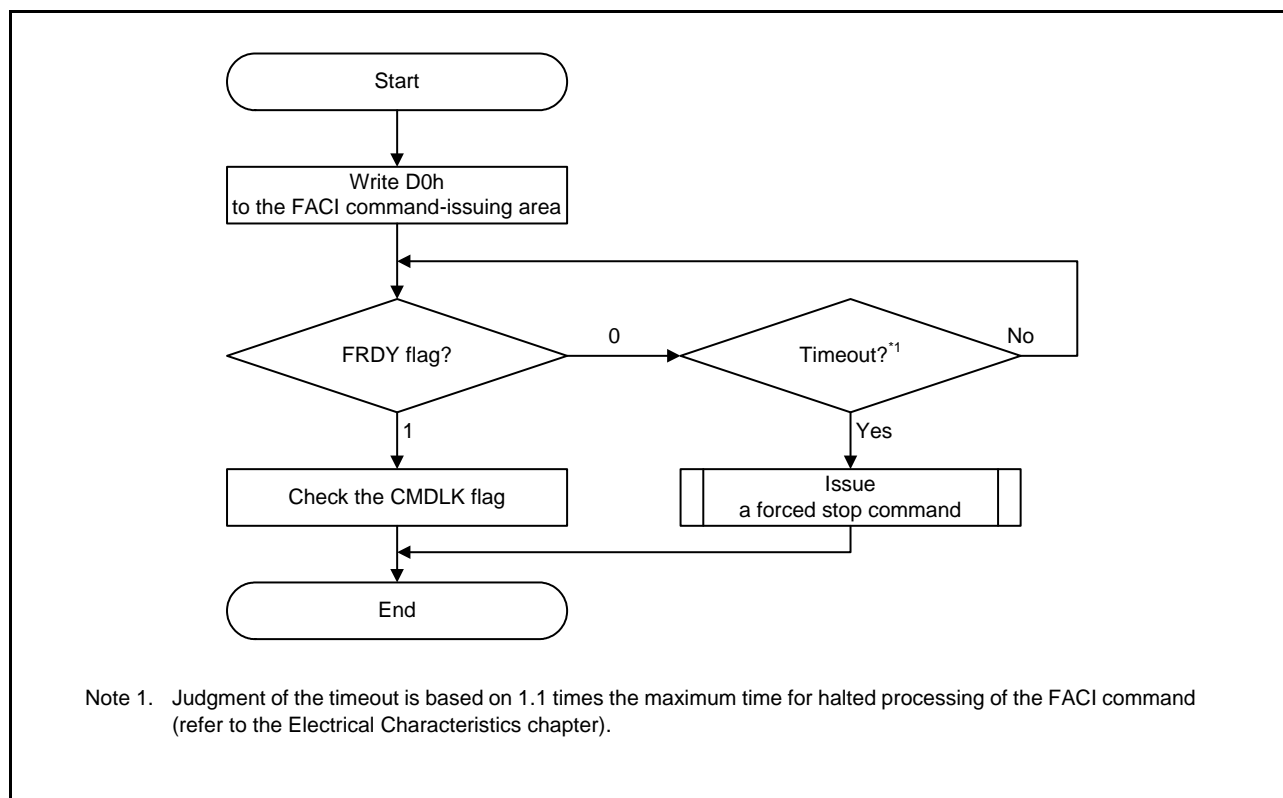 Start
Write D0h
to the FACI command-issuing area
FRDY flag?
0
Timeout?*1
No
1
Yes
Check the CMDLK flag
Issue
a forced stop command
End
Note 1. Judgment of the timeout is based on 1.1 times the maximum time for halted processing of the FACI command
(refer to the Electrical Characteristics chapter).